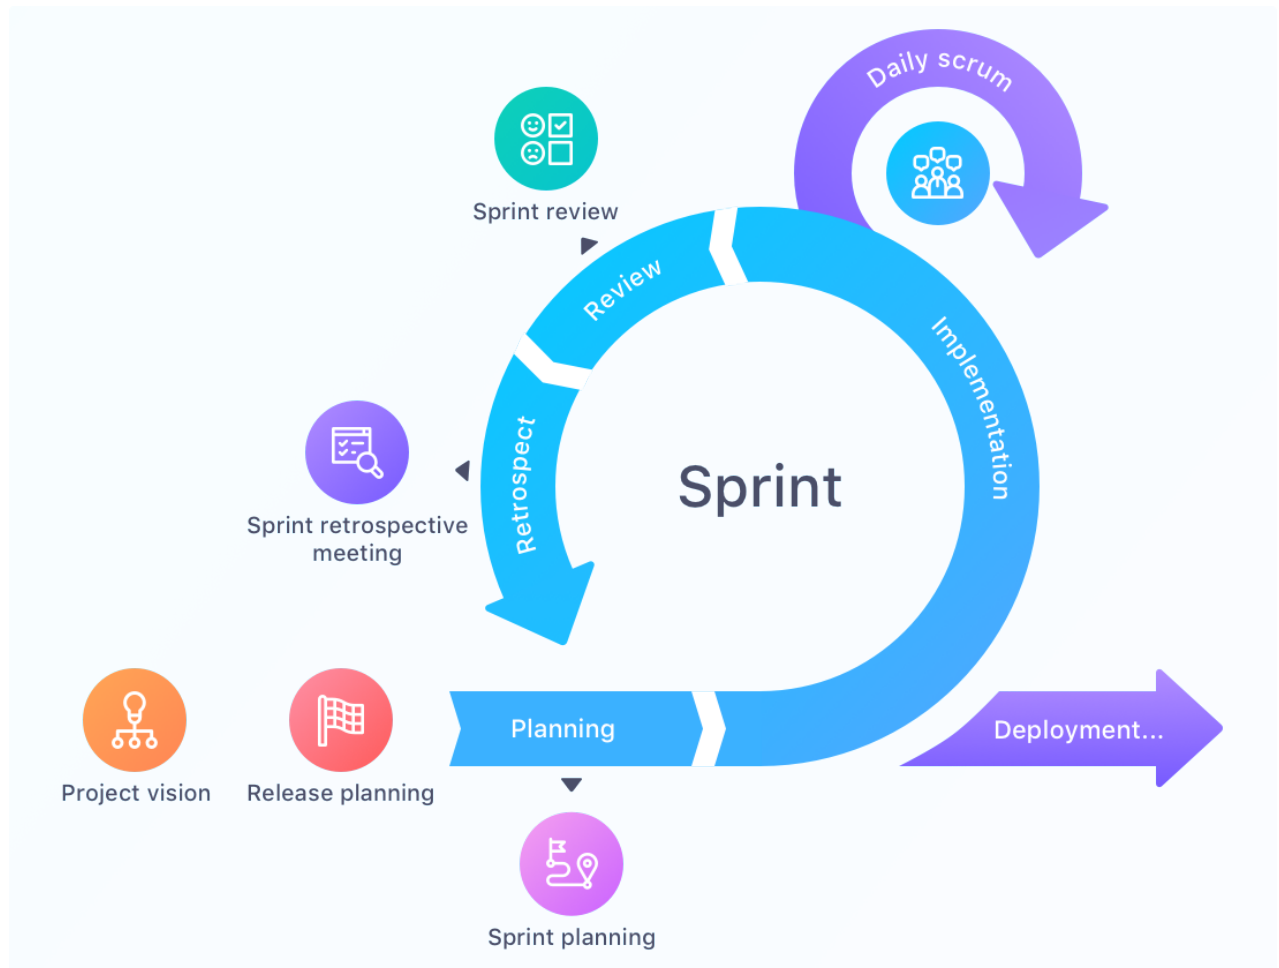 Daily scrum
Sprint review
Review
Implementation
Retrospect
Sprint
Sprint retrospective
meeting
Planning
Deployment...
Project vision
Release planning
Sprint planning